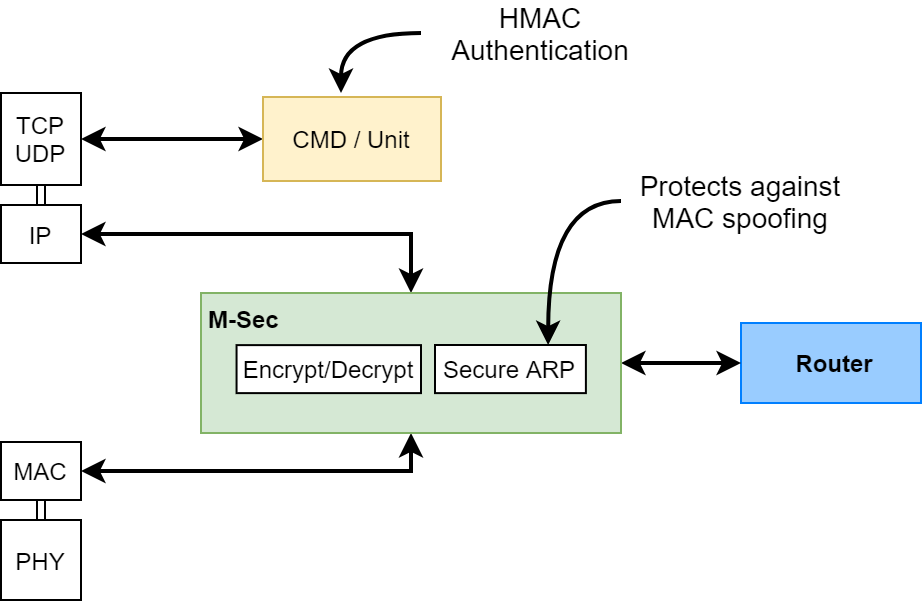 HMAC
Authentication
TCP
UDP
CMD / Unit
Protects against
MAC spoofing
IP
M-Sec
Encrypt/Decrypt
Secure ARP
Router
MAC
PHY